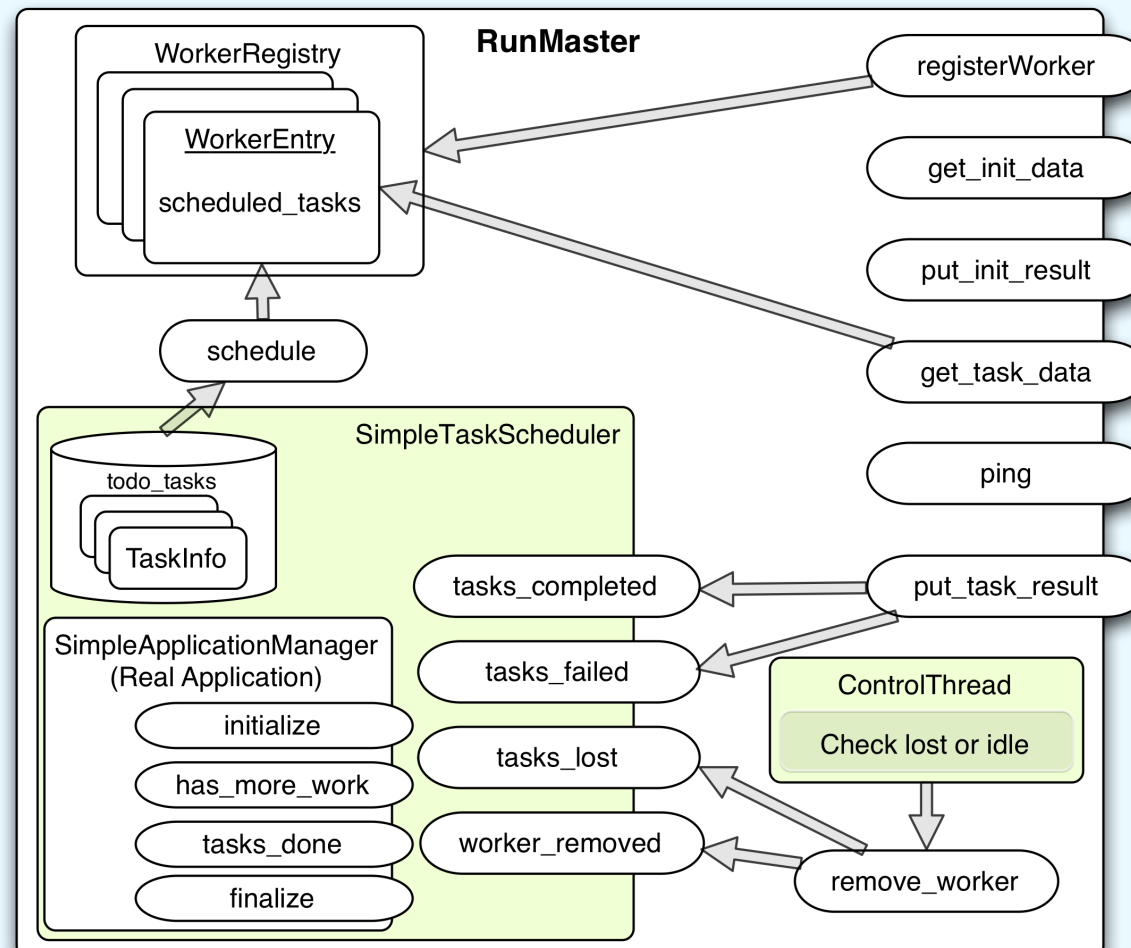 RunMaster
WorkerRegistry
WorkerEntry
scheduled_tasks
schedule
SimpleTaskScheduler
todo_tasks
TaskInfo
SimpleApplicationManager
(Real Application)
initialize
has_more_work
tasks_done
finalize
tasks_completed
tasks_failed
tasks_lost
worker_removed
registerWorker
get_init_data
put_init_result
get_task_data
ping
put_task_result
ControlThread
Check lost or idle
remove_worker